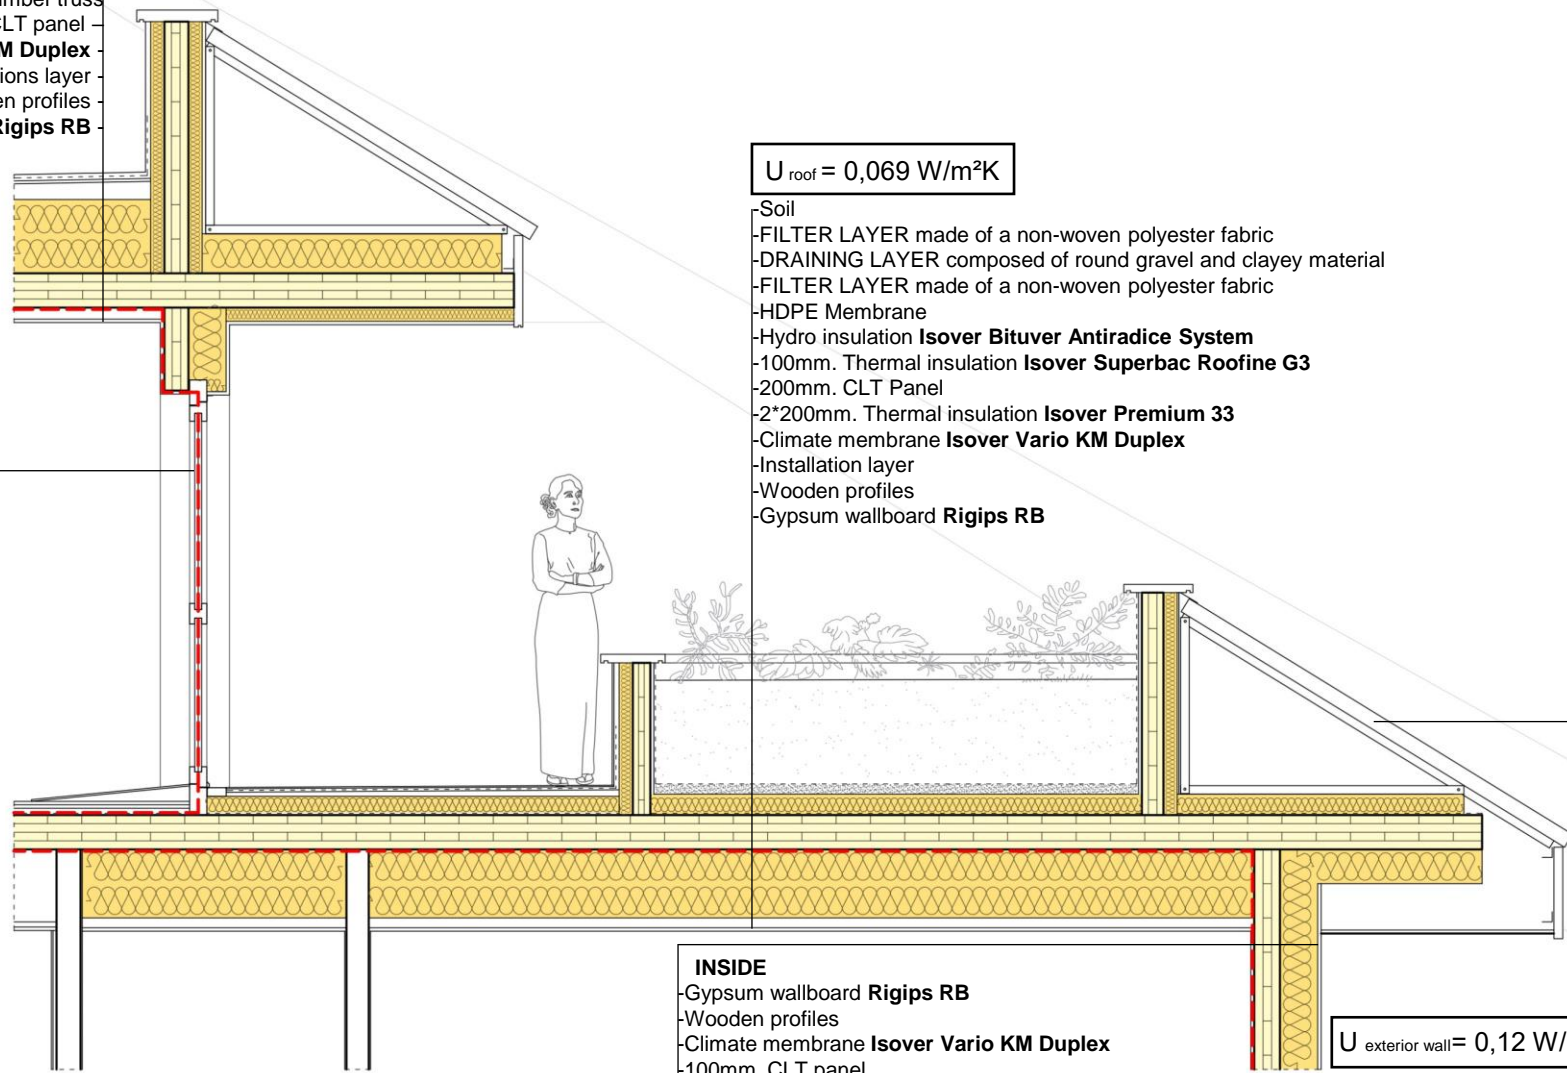 truss
CLT panel
M Duplex
ions layer
en profiles
Rigips RB
U roof = 0,069 W/m²K
-Soil
-FILTER LAYER made of a non-woven polyester fabric
-DRAINING LAYER composed of round gravel and clayey material
-FILTER LAYER made of a non-woven polyester fabric
-HDPE Membrane
-Hydro insulation Isover Bituver Antiradice System
-100mm. Thermal insulation Isover Superbac Roofine G3
-200mm. CLT Panel
-2*200mm. Thermal insulation Isover Premium 33
-Climate membrane Isover Vario KM Duplex
-Installation layer
-Wooden profiles
-Gypsum wallboard Rigips RB
INSIDE
-Gypsum wallboard Rigips RB
-Wooden profiles
-Climate membrane Isover Vario KM Duplex
-100mm. CLT panel
U exterior wall= 0,12 W/